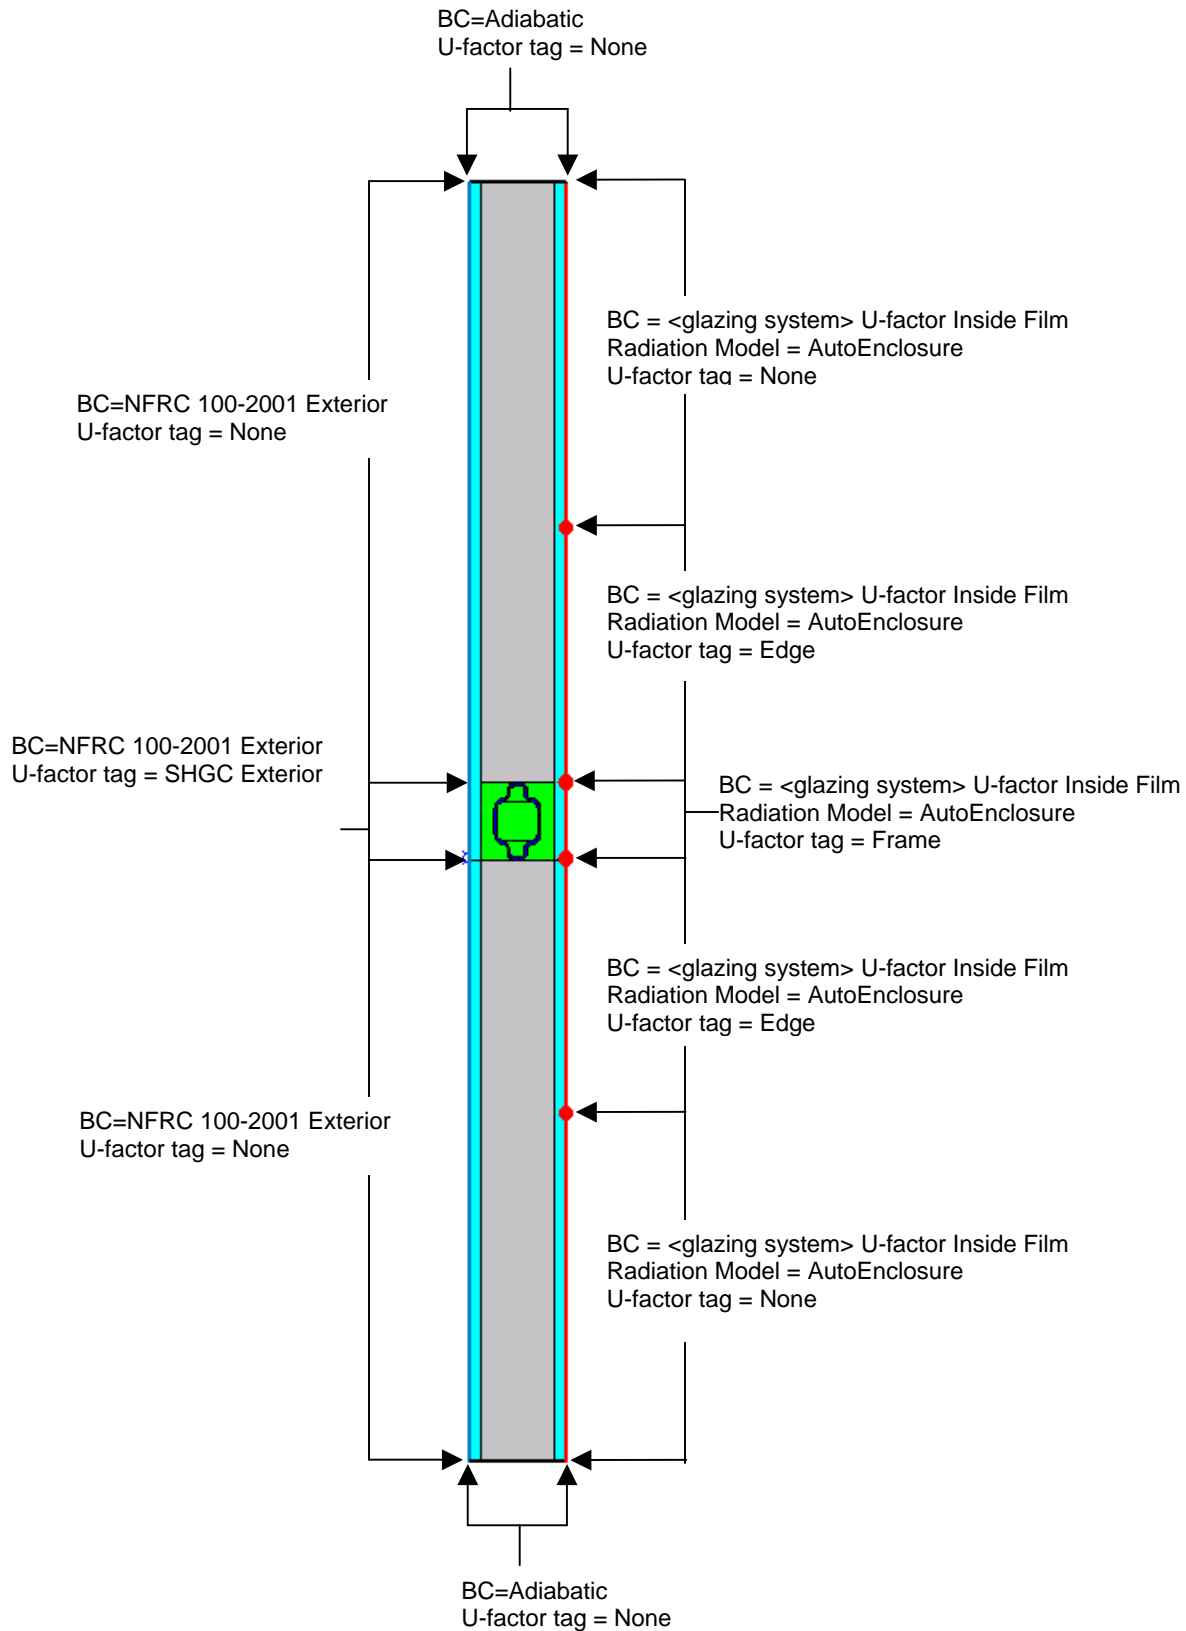 BC=Adiabatic
U-factor tag = None
BC = <glazing system> U-factor Inside Film
Radiation Model = AutoEnclosure
U-factor tag = None
BC=NFRC 100-2001 Exterior
U-factor tag = None
BC = <glazing system> U-factor Inside Film
Radiation Model = AutoEnclosure
U-factor tag = Edge
BC=NFRC 100-2001 Exterior
U-factor tag = SHGC Exterior
BC = <glazing system> U-factor Inside Film
Radiation Model = AutoEnclosure
U-factor tag = Frame
BC = <glazing system> U-factor Inside Film
Radiation Model = AutoEnclosure
U-factor tag = Edge
BC=NFRC 100-2001 Exterior
U-factor tag = None
BC = <glazing system> U-factor Inside Film
Radiation Model = AutoEnclosure
U-factor tag = None
BC=Adiabatic
U-factor tag = None